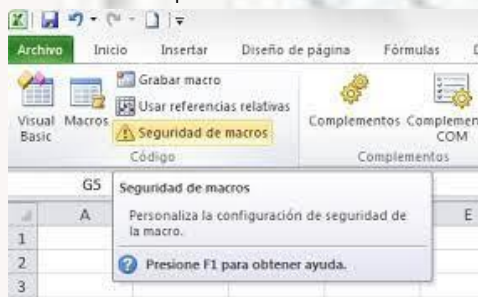 Archivo Inicio Insertar Diseño de página Fórmulas
Grabar macro
Usar referencias relativas
Seguridad de macros
Visual Basic
Macros
Código
Complementos
COM
Complementos
G5
Seguridad de macros
Personaliza la configuración de seguridad de
la macro.
Presione F1 para obtener ayuda.
A E
1
2
3